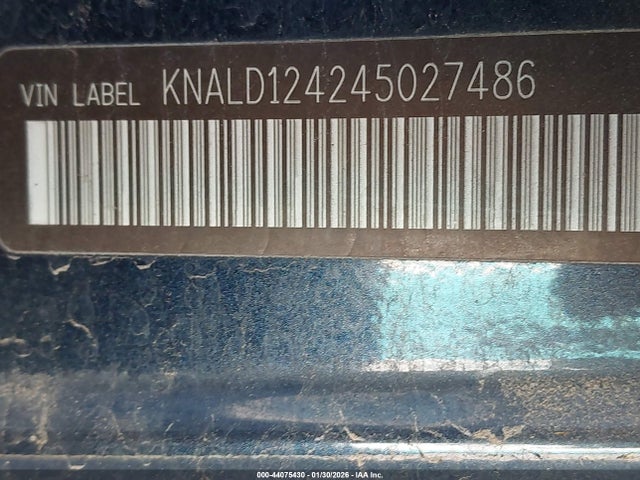 VIN LABEL KNALD124245027486
000-44075430 - 01/30/2026 - IAA Inc.